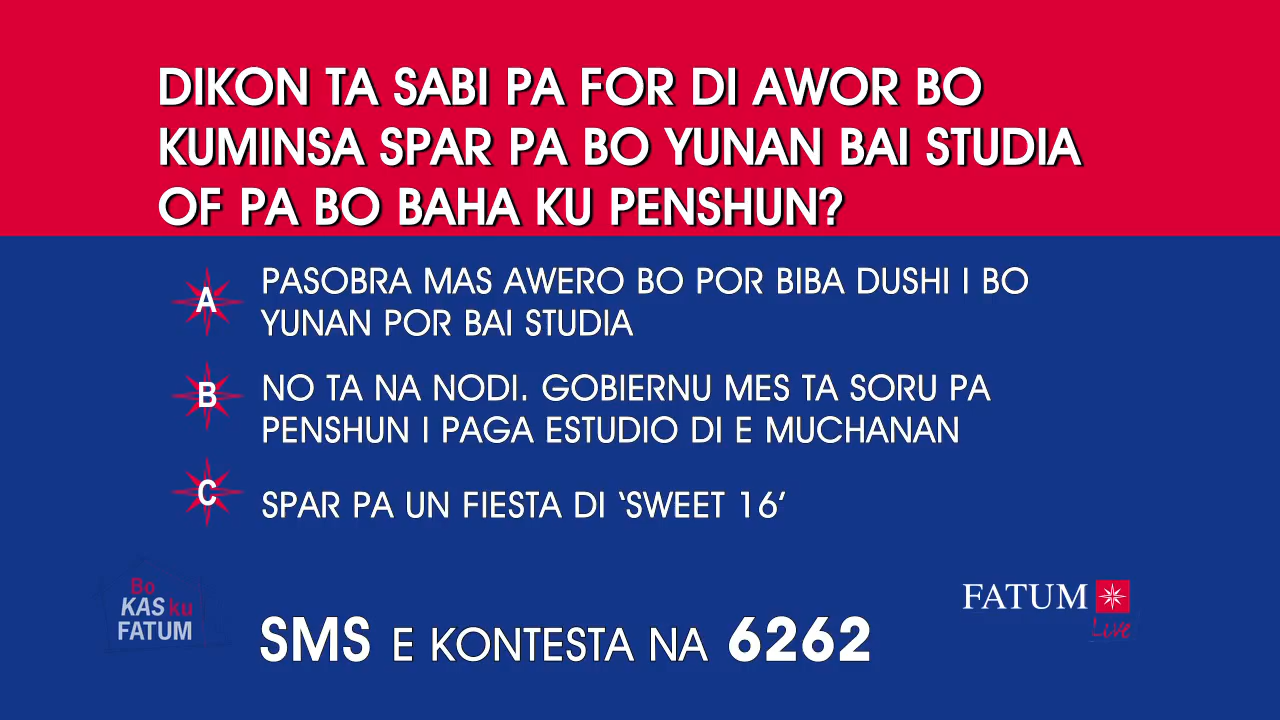 DIKON TA SABI PA FOR DI AWOR BO
KUMINSA SPAR PA BO YUNAN BAI STUDIA
OF PA BO BAHA KU PENSHUN?
A
PASOBRA MAS AWERO BO POR BIBA DUSHI I BO
YUNAN POR BAI STUDIA
B
NO TA NA NODI. GOBIERNU MES TA SORU PA
PENSHUN I PAGA ESTUDIO DI E MUCHANAN
C
SPAR PA UN FIESTA DI ‘SWEET 16‘
Bo
KAS ku
FATUM
SMS E KONTESTA NA 6262
FATUM
Live